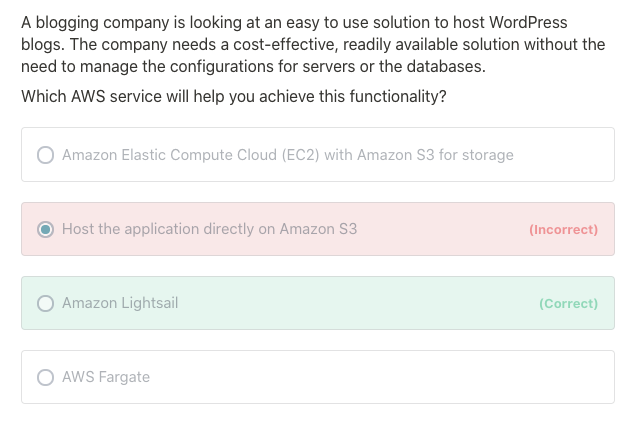 A blogging company is looking at an easy to use solution to host WordPress
blogs. The company needs a cost-effective, readily available solution without the
need to manage the configurations for servers or the databases.
Which AWS service will help you achieve this functionality?
Amazon Elastic Compute Cloud (EC2) with Amazon S3 for storage
Host the application directly on Amazon S3 (Incorrect)
Amazon Lightsail (Correct)
AWS Fargate